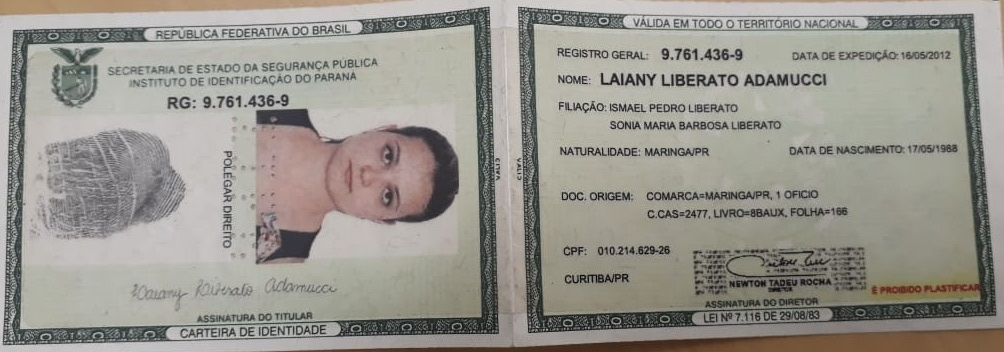 REPÚBLICA FEDERATIVA DO BRASIL
SECRETARIA DE ESTADO DA SEGURANÇA PÚBLICA
INSTITUTO DE IDENTIFICAÇÃO DO PARANÁ
RG: 9.761.436-9
POLEGAR DIREITO
Laiany Liberato Adamucci
ASSINATURA DO TITULAR
CARTEIRA DE IDENTIDADE
VÁLIDA EM TODO O TERRITÓRIO NACIONAL
REGISTRO GERAL: 9.761.436-9 DATA DE EXPEDIÇÃO: 16/05/2012
NOME: LAIANY LIBERATO ADAMUCCI
FILIAÇÃO: ISMAEL PEDRO LIBERATO
SONIA MARIA BARBOSA LIBERATO
NATURALIDADE: MARINGA/PR DATA DE NASCIMENTO: 17/05/1988
DOC. ORIGEM: COMARCA=MARINGA/PR, 1 OFICIO
C.CAS=2477, LIVRO=8BAUX, FOLHA=166
CPF: 010.214.629-26
CURITIBA/PR
NEWTON TADEU ROCHA
DIRETOR
É PROIBIDO PLASTIFICAR
ASSINATURA DO DIRETOR
LEI Nº 7.116 DE 29/08/83